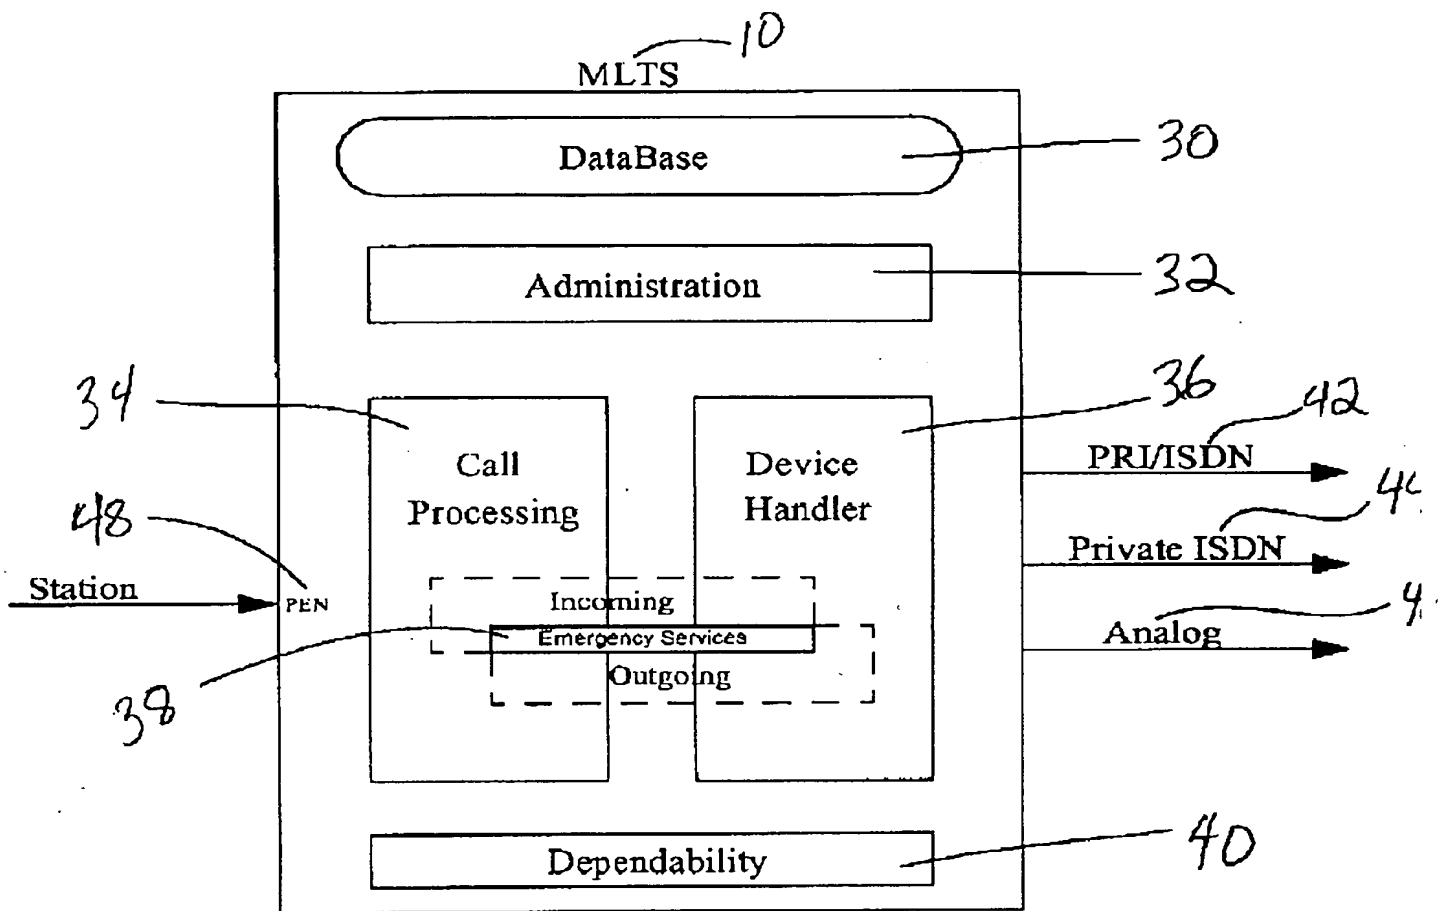 10
MLTS
DataBase
30
Administration
32
34
36
42
Call
Processing
Device
Handler
PRI/ISDN
48
Private ISDN
Station
PEN
Incoming
Emergency Services
Analog
Outgoing
38
Dependability
40